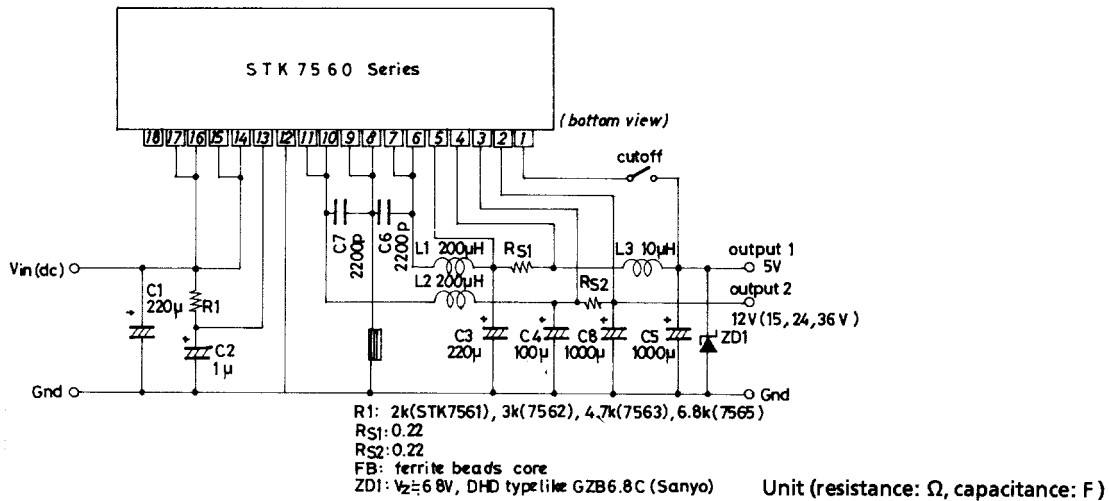 STK 7560 Series
(bottom view)
18 17 16 15 14 13 12 11 10 9 8 7 6 5 4 3 2 1
cutoff
C7
2200p
C6
2200p
L1 200μH
RS1
L3 10μH
output 1
5V
Vin(dc)
L2 200μH
RS2
output 2
12V(15,24,36V)
C1
220μ
R1
+
+
C2
1μ
+
C3
220μ
+
C4
100μ
+
C8
1000μ
+
C5
1000μ
ZD1
Gnd
Gnd
R1: 2k(STK7561), 3k(7562), 4.7k(7563), 6.8k(7565)
RS1: 0.22
RS2: 0.22
FB: ferrite beads core
ZD1: Vz≒6.8V, DHD type like GZB6.8C (Sanyo)
Unit (resistance: Ω, capacitance: F)